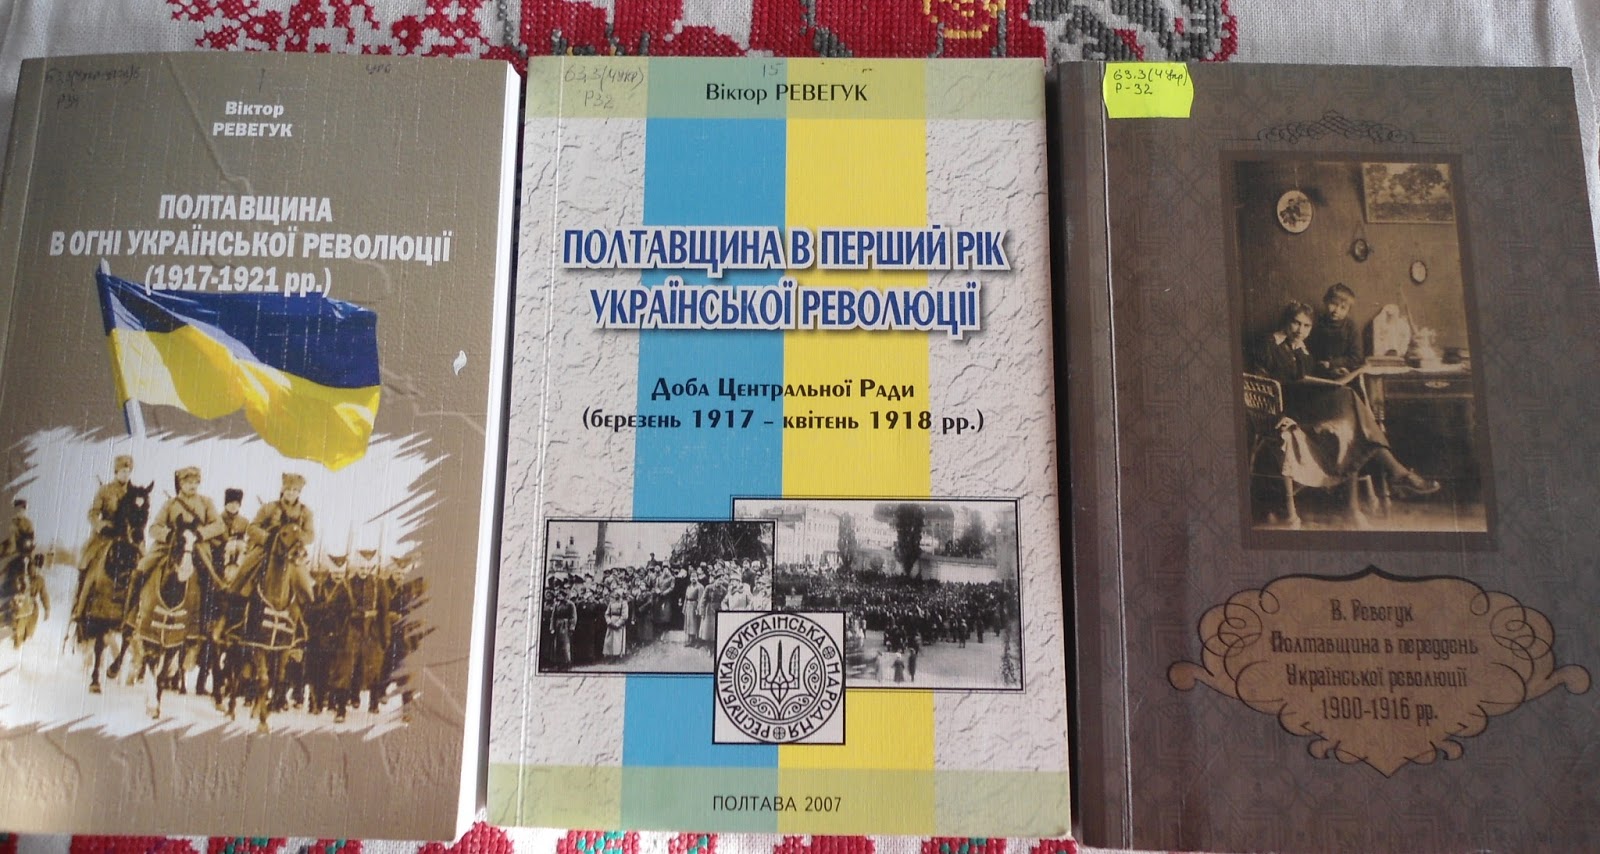 Віктор
РЕВЕГУК
ПОЛТАВЩИНА
В ОГНІ УКРАЇНСЬКОЇ РЕВОЛЮЦІЇ
(1917-1921 рр.)
63.3(4Укр)
Р32
15
Віктор РЕВЕГУК
ПОЛТАВЩИНА В ПЕРШИЙ РІК
УКРАЇНСЬКОЇ РЕВОЛЮЦІЇ
Доба Центральної Ради
(березень 1917 – квітень 1918 рр.)
УКРАЇНСЬКА НАРОДНЯ РЕСПУБЛІКА
ПОЛТАВА 2007
63.3(4Укр)
Р-32
В. Ревегук
Полтавщина в переддень
Української революції
1900-1916 рр.